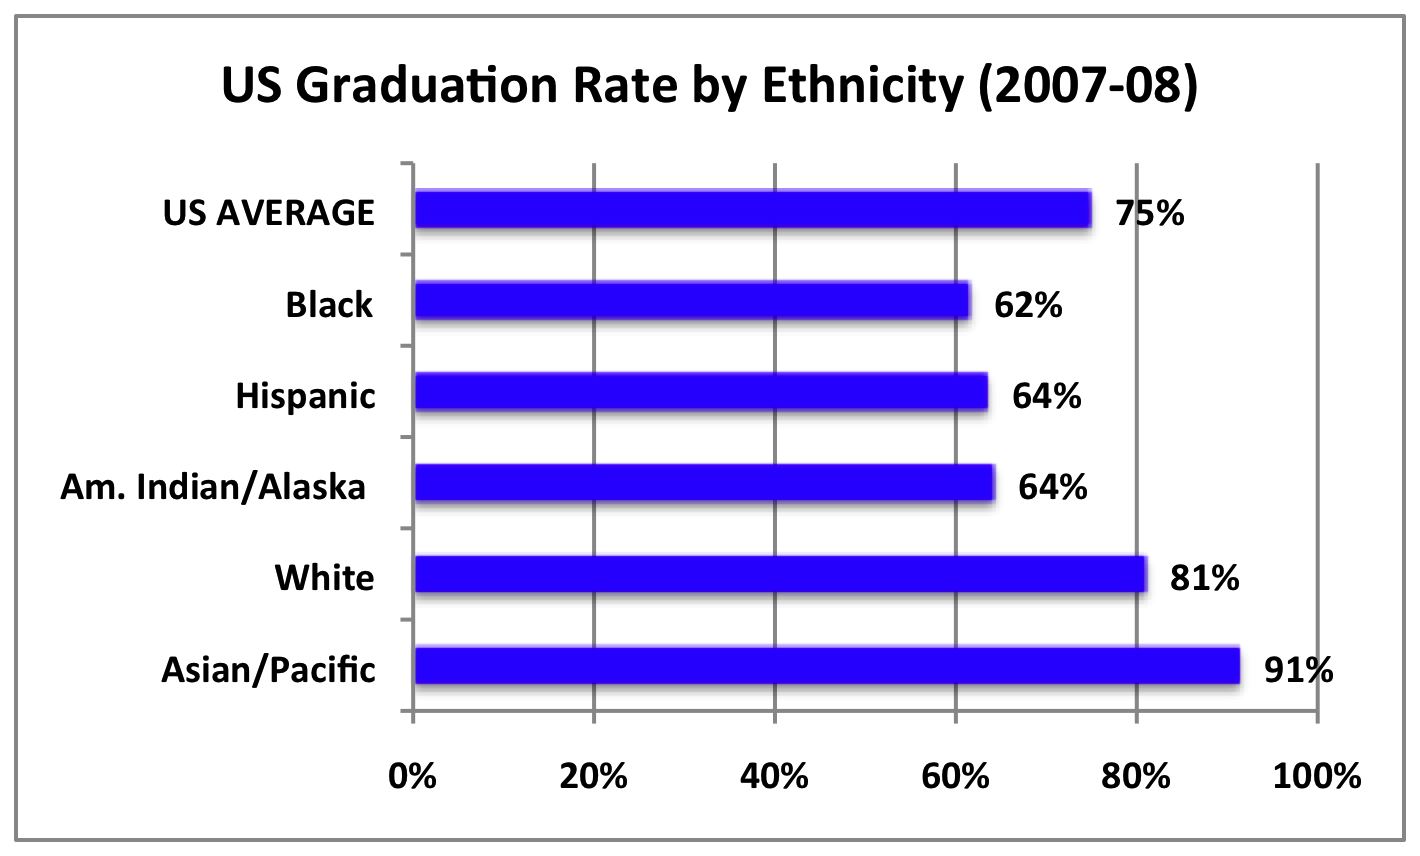 US Graduation Rate by Ethnicity (2007-08)
US AVERAGE 75%
Black 62%
Hispanic 64%
Am. Indian/Alaska 64%
White 81%
Asian/Pacific 91%
0% 20% 40% 60% 80% 100%